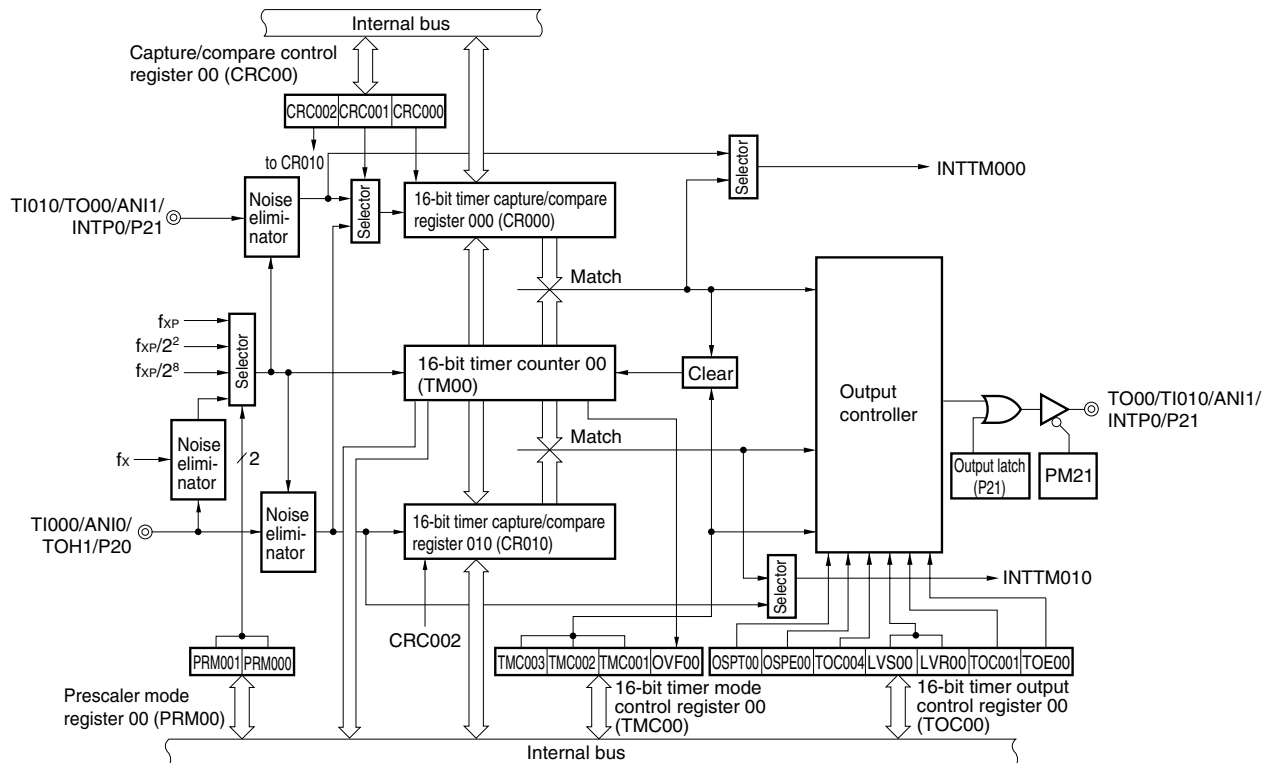 Internal bus
Capture/compare control
register 00 (CRC00)
CRC002 CRC001 CRC000
to CR010
TI010/TO00/ANI1/
INTP0/P21
Noise
elimi-
nator
Selector
16-bit timer capture/compare
register 000 (CR000)
Selector
INTTM000
Match
fXP
fXP/2²
fXP/2⁸
Selector
16-bit timer counter 00
(TM00)
Clear
Output
controller
TO00/TI010/ANI1/
INTP0/P21
Output latch
(P21)
PM21
fX
Noise
elimi-
nator
2
Match
TI000/ANI0/
TOH1/P20
Noise
elimi-
nator
16-bit timer capture/compare
register 010 (CR010)
CRC002
Selector
INTTM010
PRM001 PRM000
Prescaler mode
register 00 (PRM00)
TMC003 TMC002 TMC001 OVF00
16-bit timer mode
control register 00
(TMC00)
OSPT00 OSPE00 TOC004 LVS00 LVR00 TOC001 TOE00
16-bit timer output
control register 00
(TOC00)
Internal bus